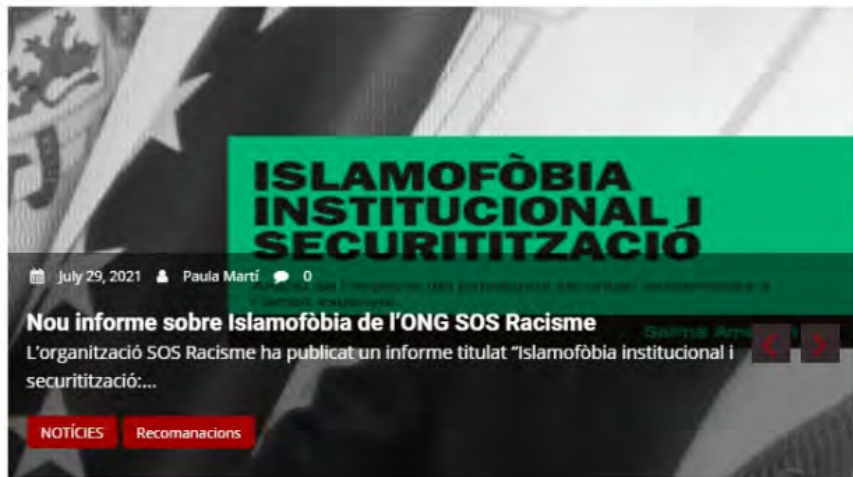 ISLAMOFÒBIA
INSTITUCIONAL I
SECURITITZACIÓ
July 29, 2021 Paula Martí 0
Nou informe sobre Islamofòbia de l'ONG SOS Racisme
L'organització SOS Racisme ha publicat un informe titulat "Islamofòbia institucional i
securitització:...
NOTÍCIES Recomanacions